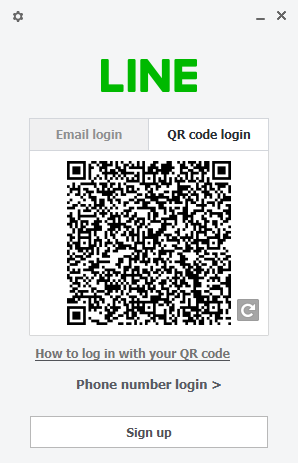 LINE
Email login
QR code login
How to log in with your QR code
Phone number login >
Sign up